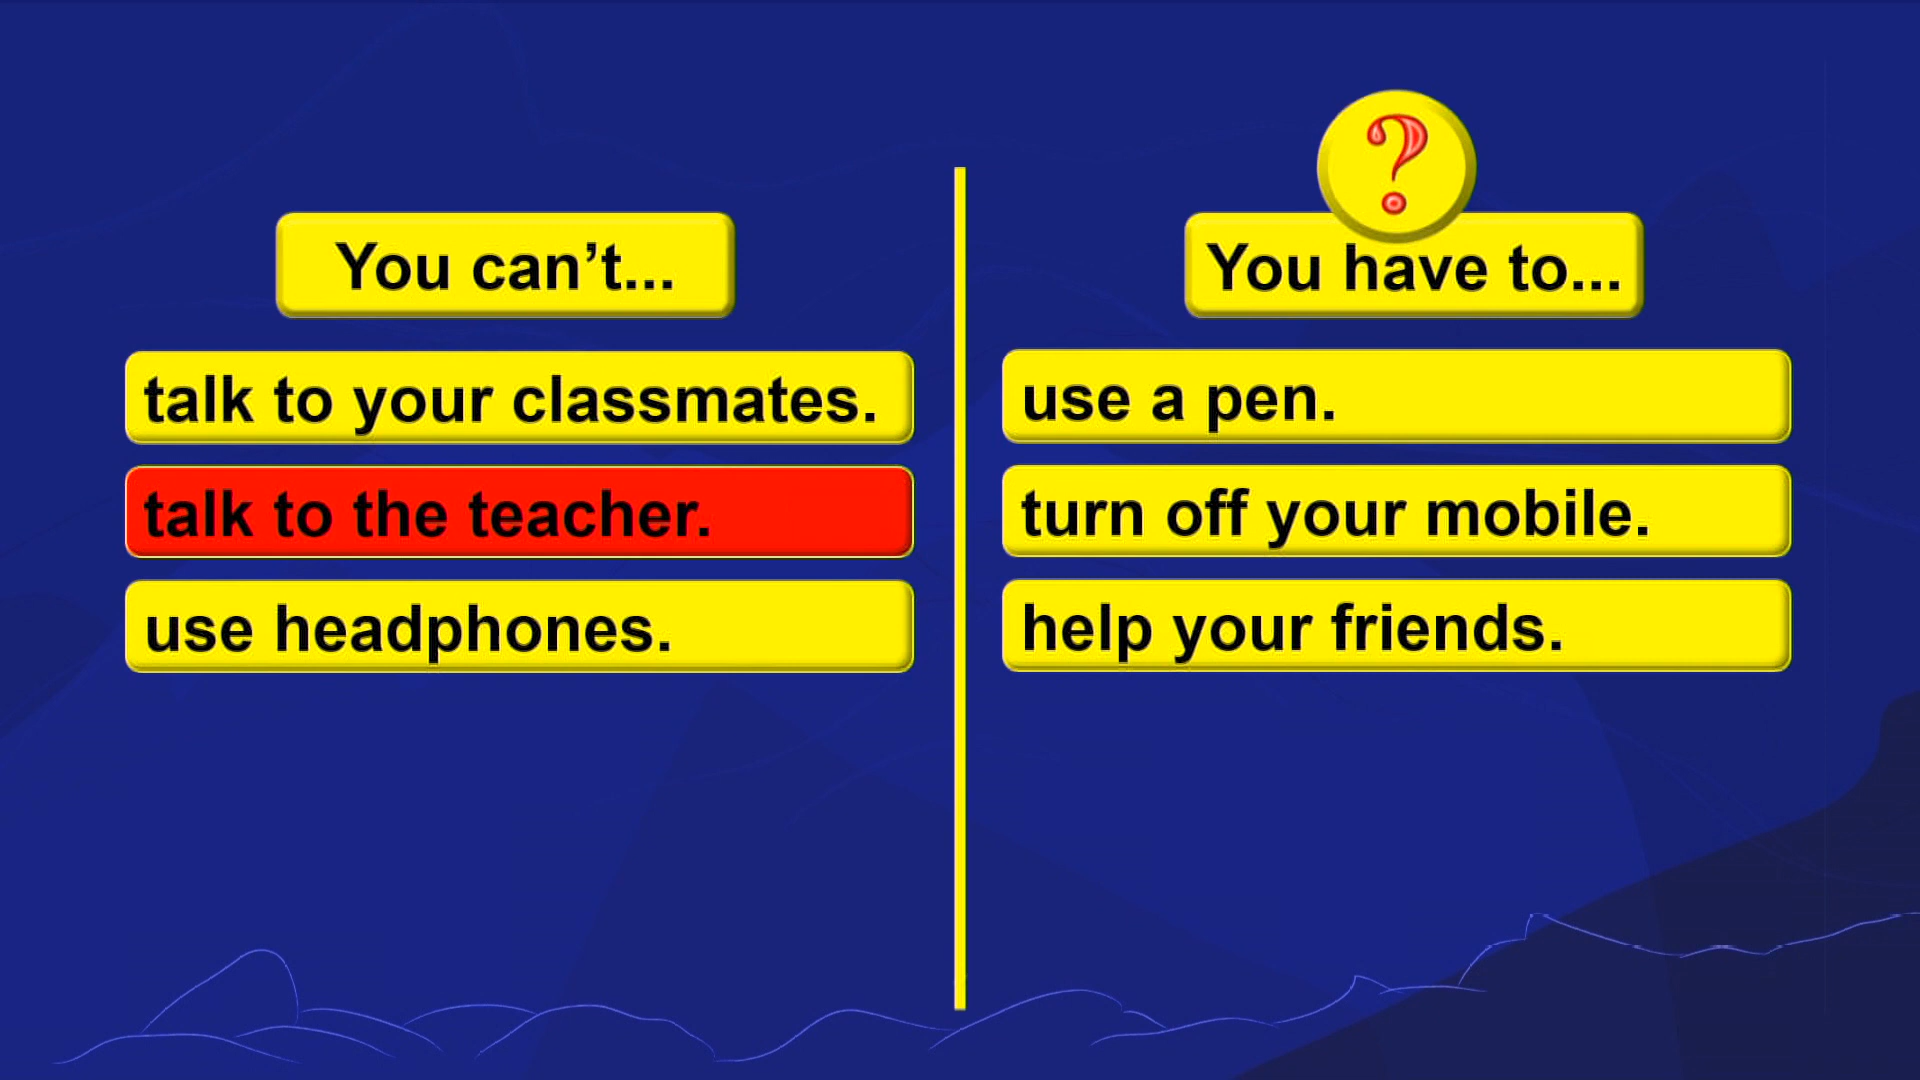 ?
You can’t...
talk to your classmates.
talk to the teacher.
use headphones.
You have to...
use a pen.
turn off your mobile.
help your friends.